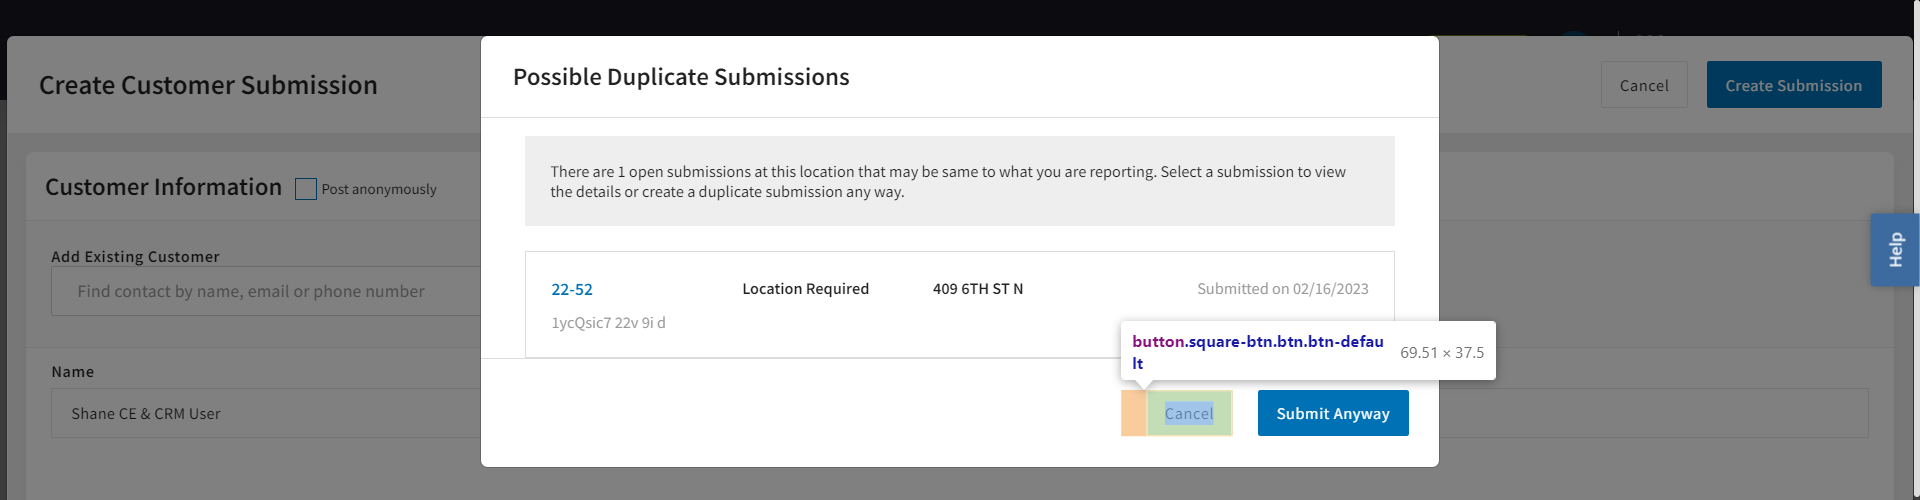 Create Customer Submission
Cancel
Create Submission
Possible Duplicate Submissions
There are 1 open submissions at this location that may be same to what you are reporting. Select a submission to view
the details or create a duplicate submission any way.
Customer Information
Post anonymously
Add Existing Customer
Find contact by name, email or phone number
22-52
Location Required
409 6TH ST N
Submitted on 02/16/2023
1ycQsic7 22v 9i d
Help
button.square-btn.btn.btn-defau
lt
69.51 × 37.5
Name
Shane CE & CRM User
Cancel
Submit Anyway